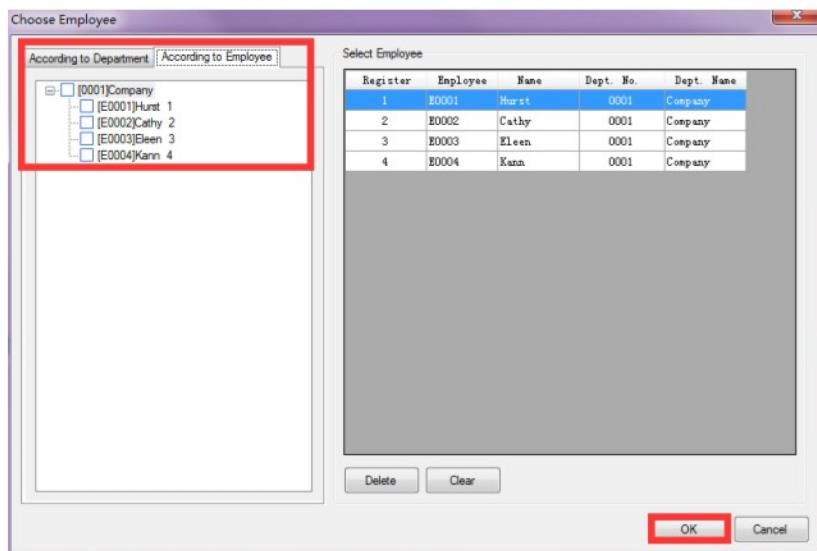 Choose Employee
According to Department According to Employee
[0001]Company
[E0001]Hurst 1
[E0002]Cathy 2
[E0003]Eleen 3
[E0004]Kann 4
Select Employee
Register Employee Name Dept. No. Dept. Name
1 E0001 Hurst 0001 Company
2 E0002 Cathy 0001 Company
3 E0003 Eleen 0001 Company
4 E0004 Kann 0001 Company
Delete Clear
OK Cancel